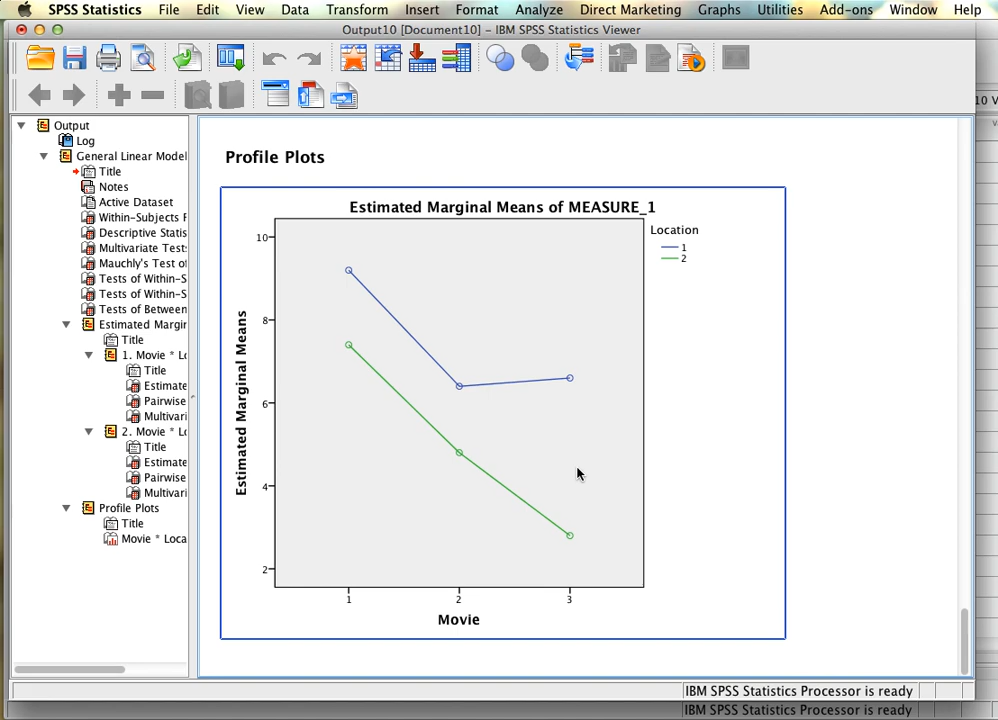 SPSS Statistics File Edit View Data Transform Insert Format Analyze Direct Marketing Graphs Utilities Add-ons Window Help
Output10 [Document10] – IBM SPSS Statistics Viewer
10 V
Output
Log
General Linear Model
Title
Notes
Active Dataset
Within-Subjects F
Descriptive Statis
Multivariate Tests
Mauchly's Test of
Tests of Within-S
Tests of Within-S
Tests of Between
Estimated Margin
Title
1. Movie * Lo
Title
Estimate
Pairwise
Multivari
2. Movie * Lo
Title
Estimate
Pairwise
Multivari
Profile Plots
Title
Movie * Loca
Profile Plots
Estimated Marginal Means of MEASURE_1
Location
1
2
Estimated Marginal Means
10
8
6
4
2
1 2 3
Movie
IBM SPSS Statistics Processor is ready
IBM SPSS Statistics Processor is ready